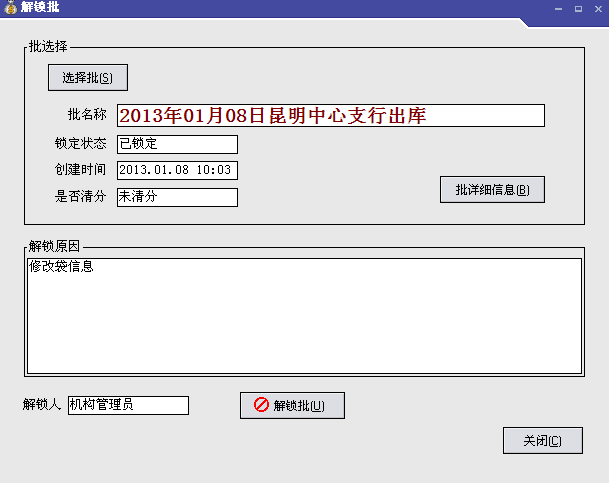 解锁批
批选择
选择批(S)
批名称 2013年01月08日昆明中心支行出库
锁定状态 已锁定
创建时间 2013.01.08 10:03
是否清分 未清分
批详细信息(B)
解锁原因
修改袋信息
解锁人 机构管理员
解锁批(U)
关闭(C)